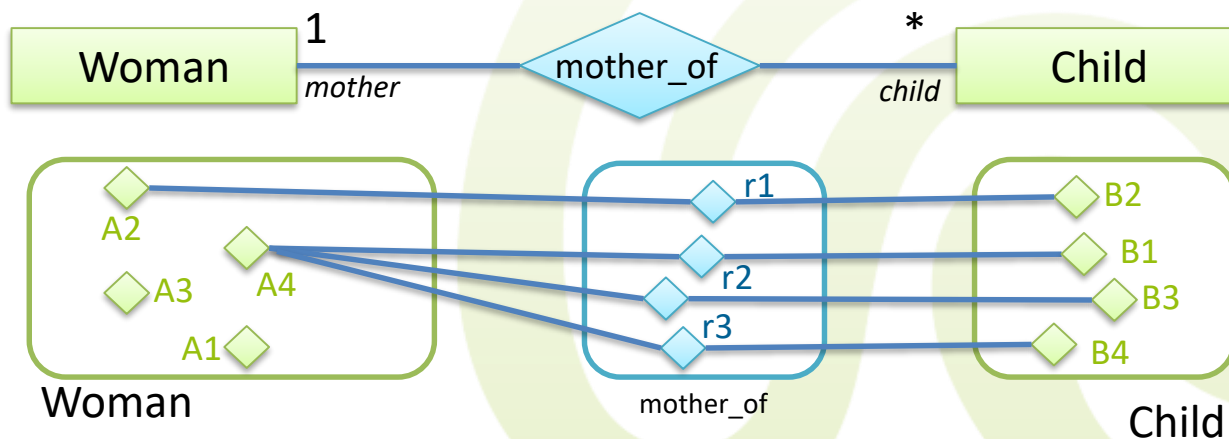 1
*
Woman
mother_of
Child
mother
child
r1
B2
A2
B1
A4
r2
A3
B3
r3
A1
B4
Woman
mother_of
Child